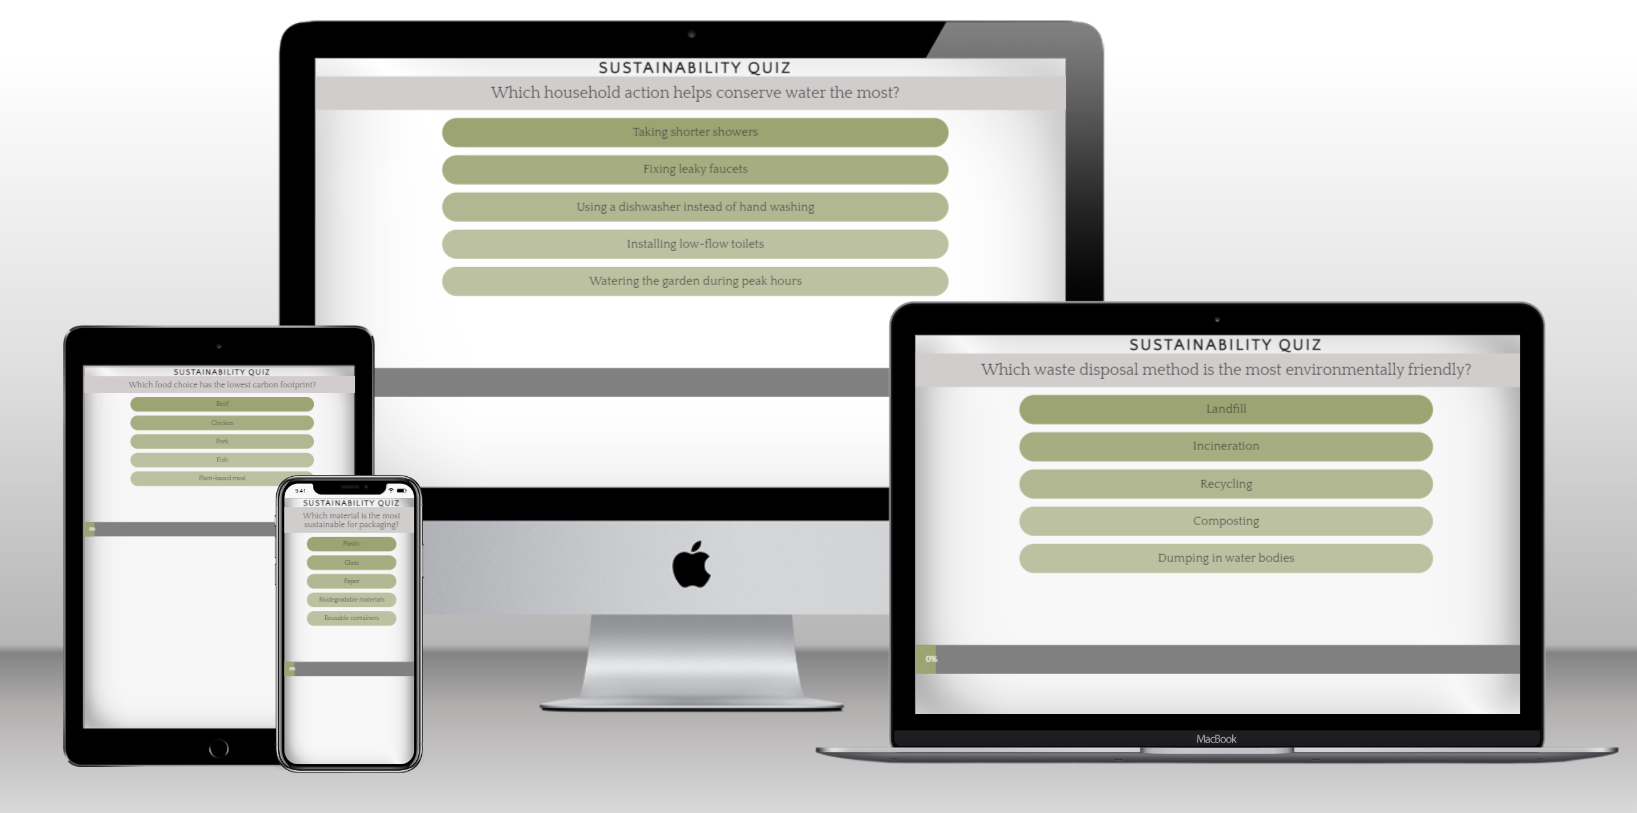 SUSTAINABILITY QUIZ
Which household action helps conserve water the most?
Taking shorter showers
Fixing leaky faucets
Using a dishwasher instead of hand washing
Installing low-flow toilets
Watering the garden during peak hours
SUSTAINABILITY QUIZ
Which food choice has the lowest carbon footprint?
Beef
Chicken
Pork
Fish
Plant-based meal
0%
9:41
SUSTAINABILITY QUIZ
Which material is the most
sustainable for packaging?
Plastic
Glass
Paper
Biodegradable materials
Reusable containers
0%
SUSTAINABILITY QUIZ
Which waste disposal method is the most environmentally friendly?
Landfill
Incineration
Recycling
Composting
Dumping in water bodies
0%
MacBook